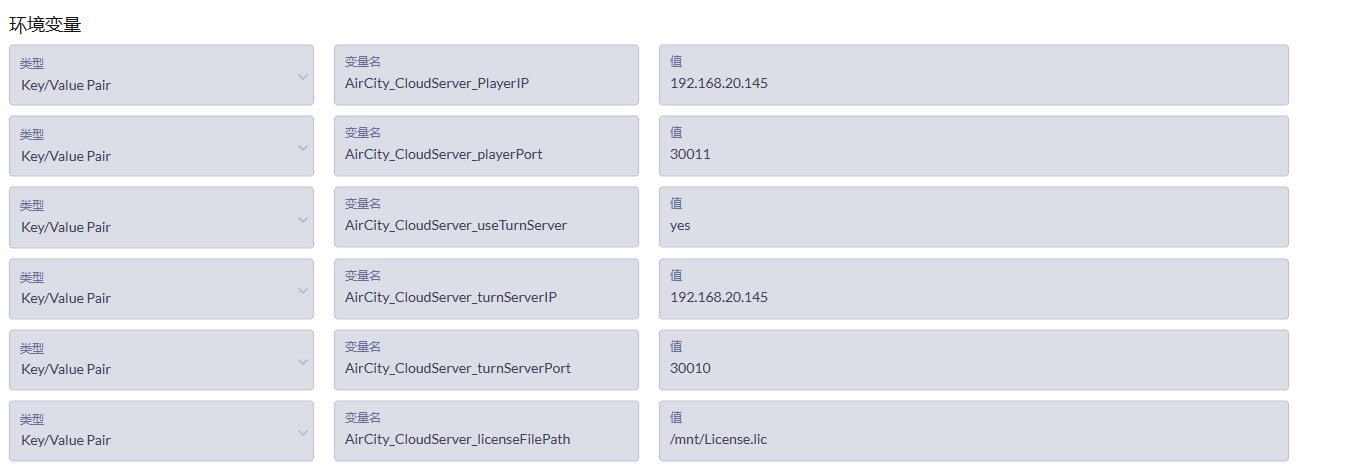 环境变量
类型 变量名 值
Key/Value Pair AirCity_CloudServer_PlayerIP 192.168.20.145
类型 变量名 值
Key/Value Pair AirCity_CloudServer_playerPort 30011
类型 变量名 值
Key/Value Pair AirCity_CloudServer_useTurnServer yes
类型 变量名 值
Key/Value Pair AirCity_CloudServer_turnServerIP 192.168.20.145
类型 变量名 值
Key/Value Pair AirCity_CloudServer_turnServerPort 30010
类型 变量名 值
Key/Value Pair AirCity_CloudServer_licenseFilePath /mnt/License.lic